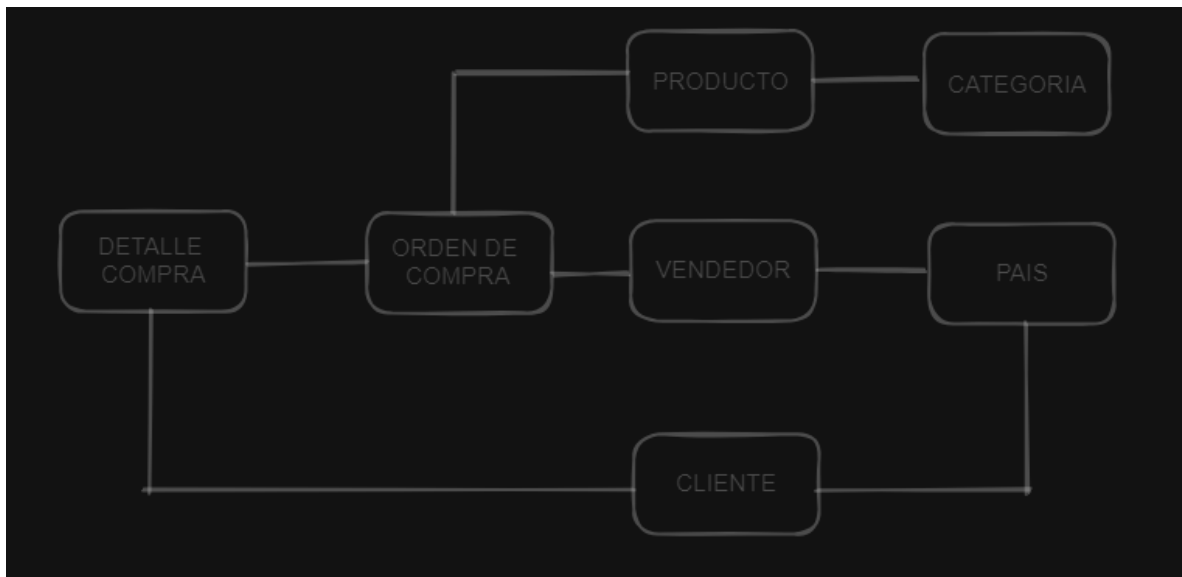 PRODUCTO
CATEGORIA
DETALLE
COMPRA
ORDEN DE
COMPRA
VENDEDOR
PAIS
CLIENTE